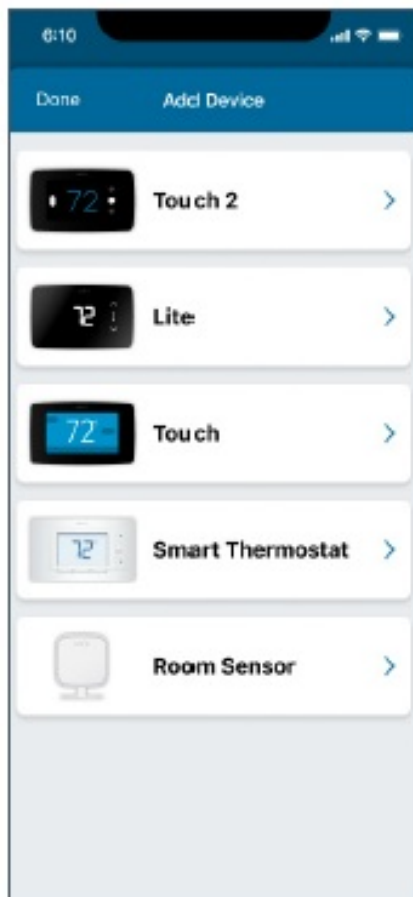 6:10
Done Add Device
72
Touch 2
72
Lite
72
Touch
72
Smart Thermostat
Room Sensor